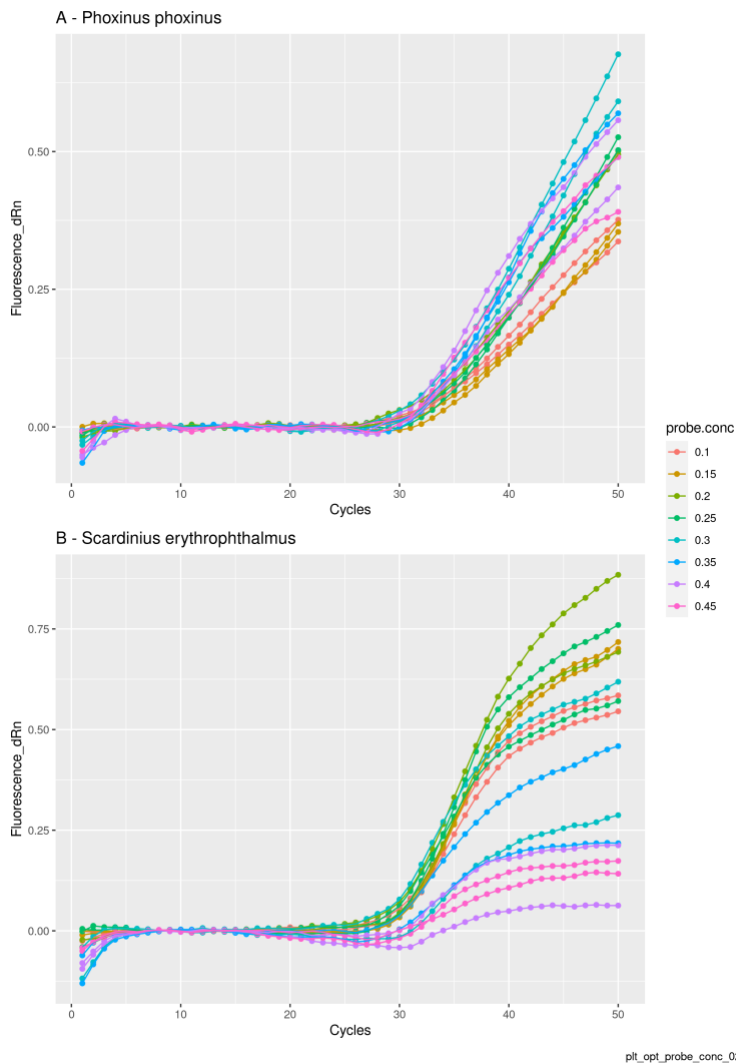 A - Phoxinus phoxinus
0.50
0.25
0.00
Fluorescence_dRn
0 10 20 30 40 50
Cycles
probe.conc
0.1
0.15
0.2
0.25
0.3
0.35
0.4
0.45
B - Scardinius erythrophthalmus
0.75
0.50
0.25
0.00
Fluorescence_dRn
0 10 20 30 40 50
Cycles